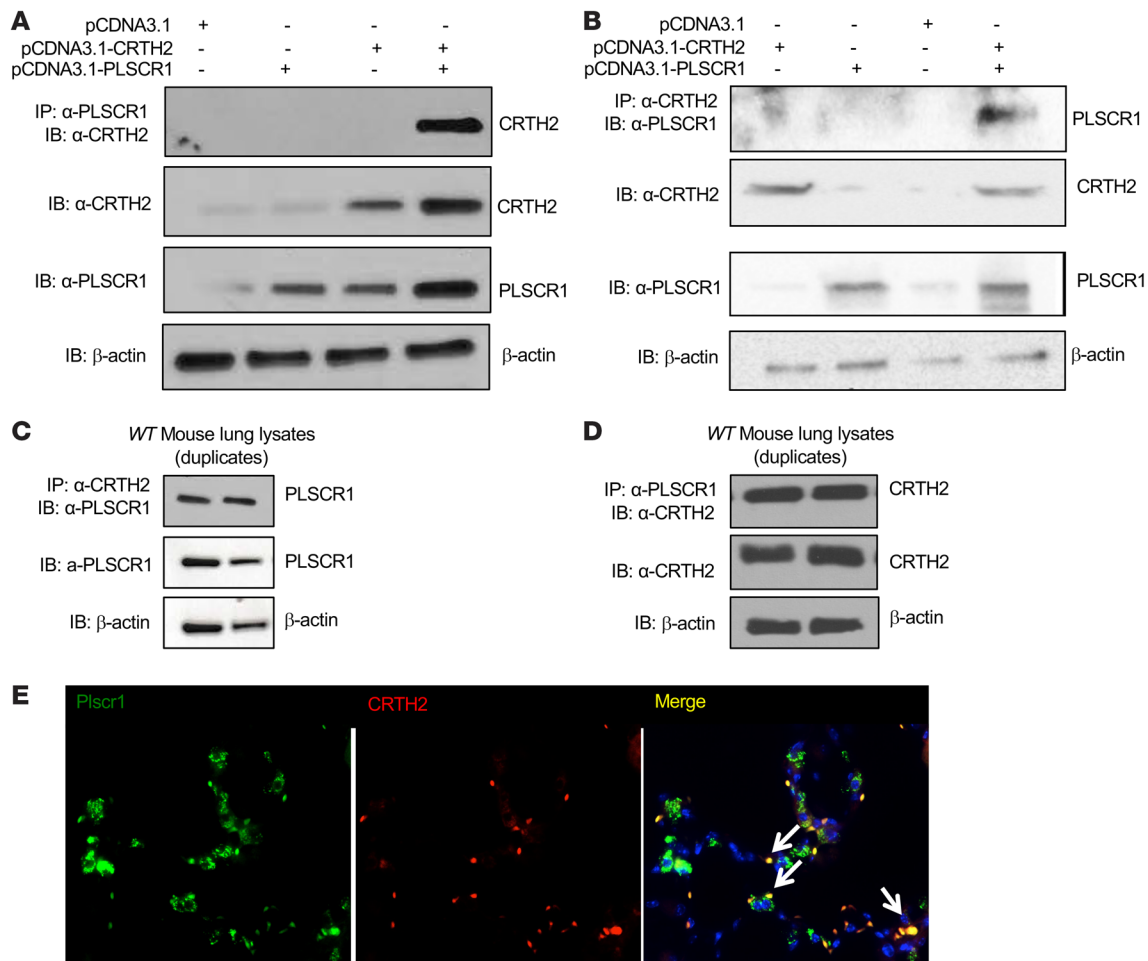 A
pCDNA3.1 + - - -
pCDNA3.1-CRTH2 - - + +
pCDNA3.1-PLSCR1 - + - +
IP: α-PLSCR1
IB: α-CRTH2
CRTH2
IB: α-CRTH2
CRTH2
IB: α-PLSCR1
PLSCR1
IB: β-actin
β-actin
B
pCDNA3.1 - - + -
pCDNA3.1-CRTH2 + - - +
pCDNA3.1-PLSCR1 - + - +
IP: α-CRTH2
IB: α-PLSCR1
PLSCR1
IB: α-CRTH2
CRTH2
IB: α-PLSCR1
PLSCR1
IB: β-actin
β-actin
C
WT Mouse lung lysates
(duplicates)
IP: α-CRTH2
IB: α-PLSCR1
PLSCR1
IB: a-PLSCR1
PLSCR1
IB: β-actin
β-actin
D
WT Mouse lung lysates
(duplicates)
IP: α-PLSCR1
IB: α-CRTH2
CRTH2
IB: α-CRTH2
CRTH2
IB: β-actin
β-actin
E
Plscr1
CRTH2
Merge